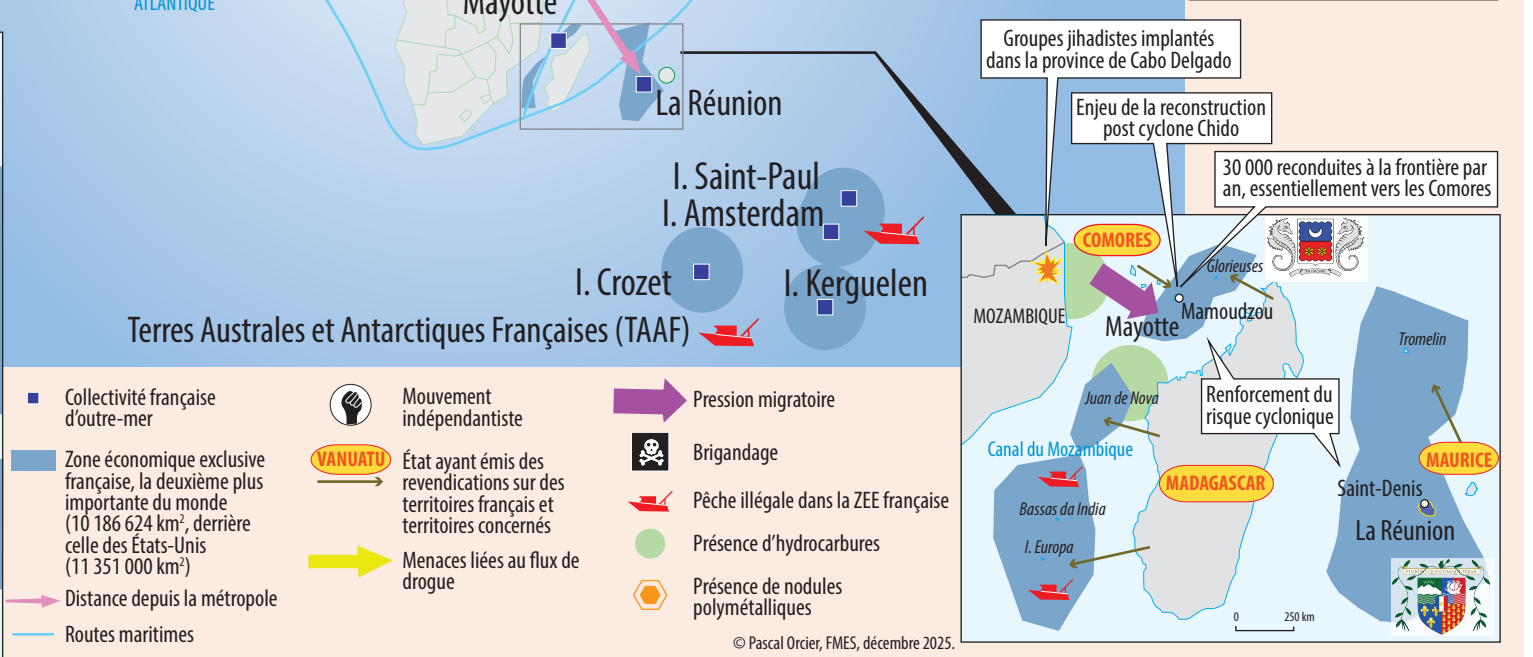 ATLANTIQUE
Mayotte
La Réunion
I. Saint-Paul
I. Amsterdam
I. Crozet
I. Kerguelen
Terres Australes et Antarctiques Françaises (TAAF)
Groupes jihadistes implantés
dans la province de Cabo Delgado
Enjeu de la reconstruction
post cyclone Chido
30 000 reconduites à la frontière par
an, essentiellement vers les Comores
COMORES
Glorieuses
MOZAMBIQUE
Mayotte
Mamoudzou
Tromelin
Juan de Nova
Renforcement du
risque cyclonique
Canal du Mozambique
MAURICE
MADAGASCAR
Saint-Denis
La Réunion
Bassas da India
I. Europa
0 250 km
FLOREBO QUOCUMQUE FERAR
Collectivité française
d’outre-mer
Zone économique exclusive
française, la deuxième plus
importante du monde
(10 186 624 km², derrière
celle des États-Unis
(11 351 000 km²)
Distance depuis la métropole
Routes maritimes
Mouvement
indépendantiste
VANUATU
État ayant émis des
revendications sur des
territoires français et
territoires concernés
Menaces liées au flux de
drogue
Pression migratoire
Brigandage
Pêche illégale dans la ZEE française
Présence d’hydrocarbures
Présence de nodules
polymétalliques
© Pascal Orcier, FMES, décembre 2025.